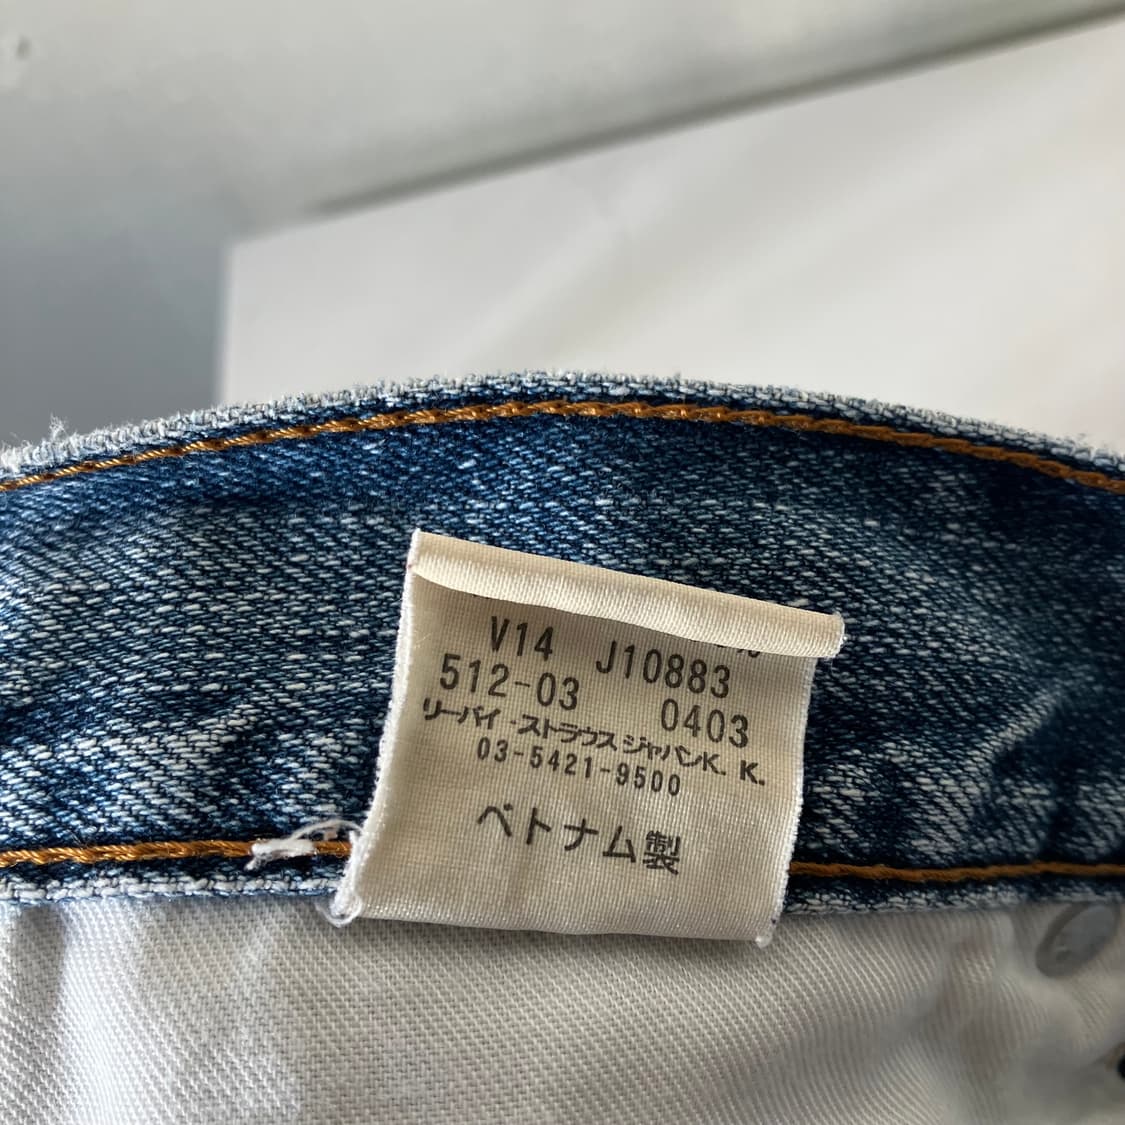 V14 J10883
512-03 0403
リーバイ・ストラウス ジャパンK. K.
03-5421-9500
ベトナム製